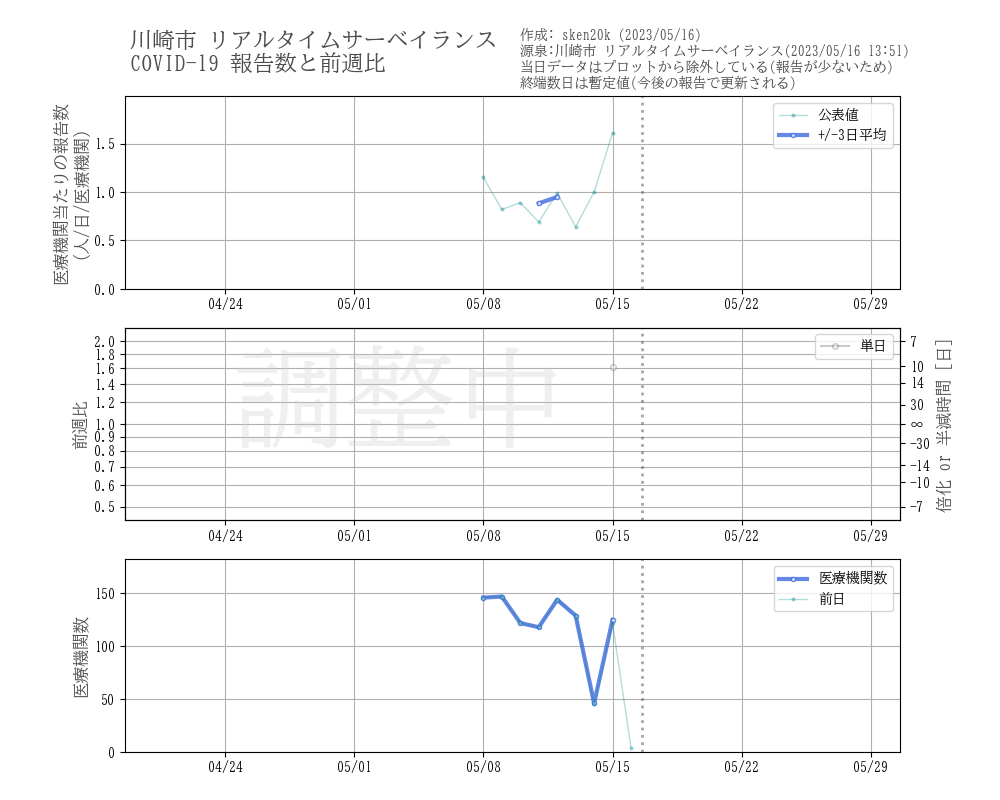 川崎市 リアルタイムサーベイランス
COVID-19 報告数と前週比
作成: sken20k (2023/05/16)
源泉:川崎市 リアルタイムサーベイランス(2023/05/16 13:51)
当日データはプロットから除外している(報告が少ないため)
終端数日は暫定値(今後の報告で更新される)
医療機関当たりの報告数
(人/日/医療機関)
1.5
1.0
0.5
0.0
公表値
+/-3日平均
04/24 05/01 05/08 05/15 05/22 05/29
前週比
2.0
1.8
1.6
1.4
1.2
1.0
0.9
0.8
0.7
0.6
0.5
調整中
単日
7
10
14
30
∞
-30
-14
-10
-7
倍化 or 半減時間 [日]
04/24 05/01 05/08 05/15 05/22 05/29
医療機関数
150
100
50
0
医療機関数
前日
04/24 05/01 05/08 05/15 05/22 05/29